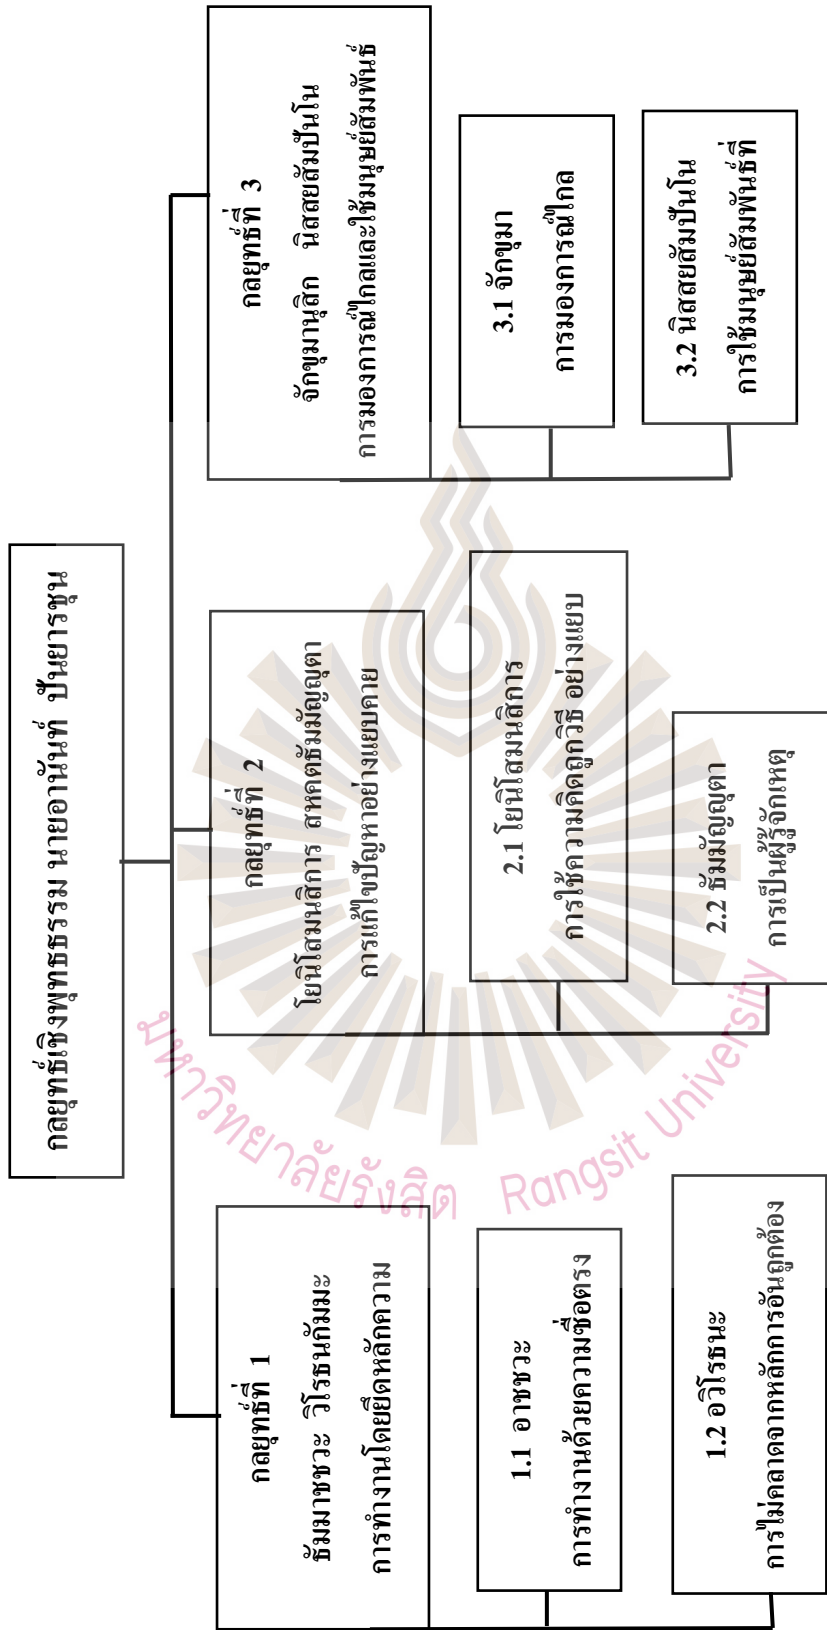 กลยุทธ์เชิงพุทธธรรม นายอานันท์ ปันยารชุน
กลยุทธ์ที่ 1
ธัมมาชชวะ วิโรธนกัมมะ
การทำงานโดยยึดหลักความ
1.1 อาชชวะ
การทำงานด้วยความซื่อตรง
1.2 อวิโรธนะ
การไม่คลาดจากหลักการอันถูกต้อง
กลยุทธ์ที่ 2
โยนิโสมนสิการ สหคตธัมมัญญุตา
การแก้ไขปัญหาอย่างแยบคาย
2.1 โยนิโสมนสิการ
การใช้ความคิดถูกวิธี อย่างแยบ
2.2 ธัมมัญญุตา
การเป็นผู้รู้จักเหตุ
กลยุทธ์ที่ 3
จักขุมานุสิก นิสสยสัมปันโน
การมองการณ์ไกลและใช้มนุษย์สัมพันธ์
3.1 จักขุมา
การมองการณ์ไกล
3.2 นิสสยสัมปันโน
การใช้มนุษย์สัมพันธ์ที่
มหาวิทยาลัยรังสิต Rangsit University